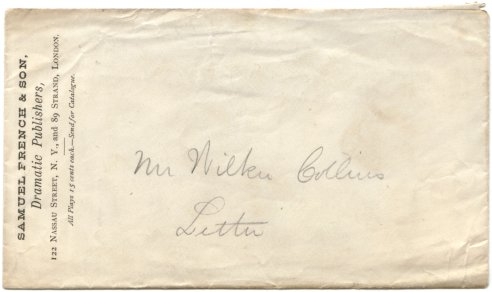 SAMUEL FRENCH & SON,
Dramatic Publishers,
122 NASSAU STREET, N. Y., and 89 STRAND, LONDON.
All Plays 15 cents each.—Send for Catalogue.
Mr Wilkie Collins
Letter